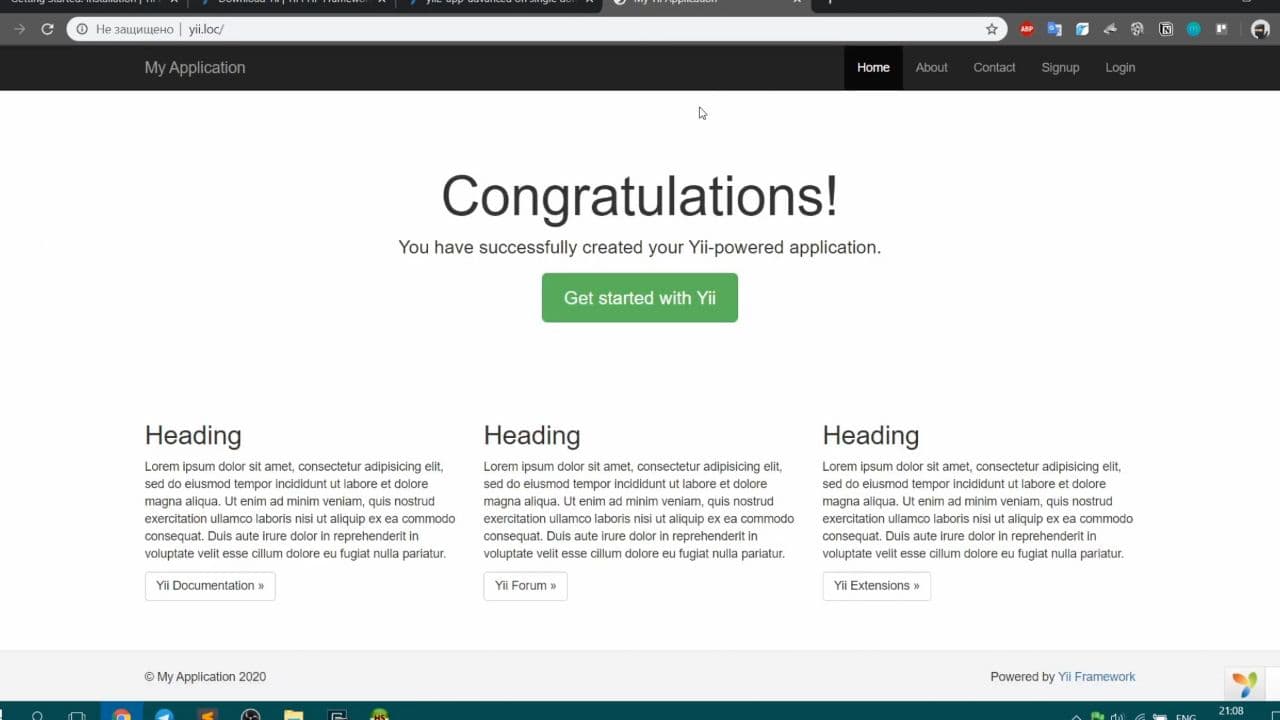 Getting started: Installation | Yii
Download Yii | Yii PHP Framework
yii2-app-advanced on single do
My Yii Application
Не защищено | yii.loc/
ABP
My Application
Home About Contact Signup Login
Congratulations!
You have successfully created your Yii-powered application.
Get started with Yii
Heading
Lorem ipsum dolor sit amet, consectetur adipisicing elit,
sed do eiusmod tempor incididunt ut labore et dolore
magna aliqua. Ut enim ad minim veniam, quis nostrud
exercitation ullamco laboris nisi ut aliquip ex ea commodo
consequat. Duis aute irure dolor in reprehenderit in
voluptate velit esse cillum dolore eu fugiat nulla pariatur.
Yii Documentation »
Heading
Lorem ipsum dolor sit amet, consectetur adipisicing elit,
sed do eiusmod tempor incididunt ut labore et dolore
magna aliqua. Ut enim ad minim veniam, quis nostrud
exercitation ullamco laboris nisi ut aliquip ex ea commodo
consequat. Duis aute irure dolor in reprehenderit in
voluptate velit esse cillum dolore eu fugiat nulla pariatur.
Yii Forum »
Heading
Lorem ipsum dolor sit amet, consectetur adipisicing elit,
sed do eiusmod tempor incididunt ut labore et dolore
magna aliqua. Ut enim ad minim veniam, quis nostrud
exercitation ullamco laboris nisi ut aliquip ex ea commodo
consequat. Duis aute irure dolor in reprehenderit in
voluptate velit esse cillum dolore eu fugiat nulla pariatur.
Yii Extensions »
© My Application 2020
Powered by Yii Framework
ENG
21:08